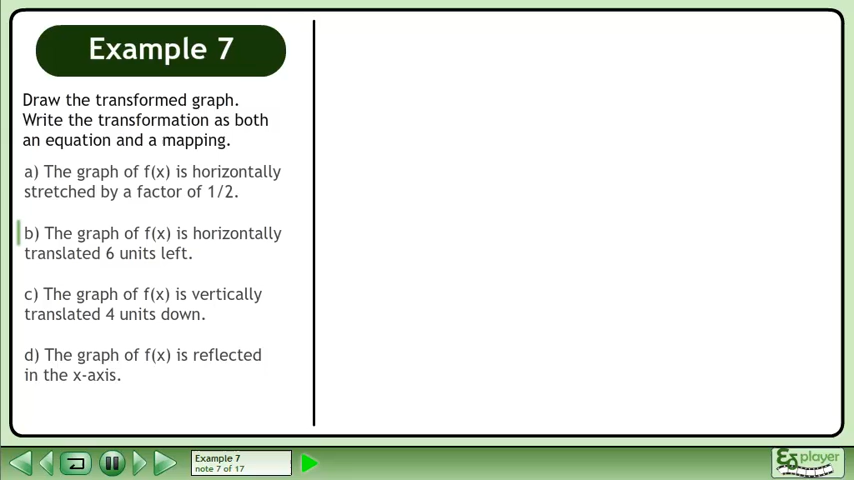 Example 7
Draw the transformed graph.
Write the transformation as both
an equation and a mapping.
a) The graph of f(x) is horizontally
stretched by a factor of 1/2.
b) The graph of f(x) is horizontally
translated 6 units left.
c) The graph of f(x) is vertically
translated 4 units down.
d) The graph of f(x) is reflected
in the x-axis.
Example 7
note 7 of 17
player